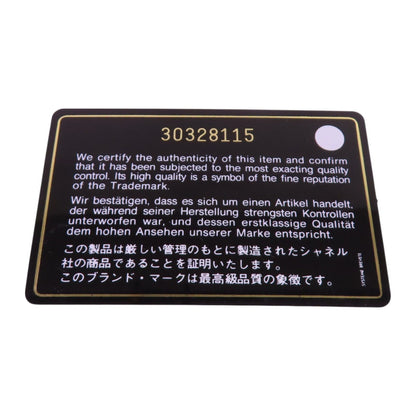 30328115
We certify the authenticity of this item and confirm
that it has been subjected to the most exacting quality
control. Its high quality is a symbol of the fine reputation
of the Trademark.
Wir bestätigen, dass es sich um einen Artikel handelt,
der während seiner Herstellung strengsten Kontrollen
unterworfen war, und dessen erstklassige Qualität
dem hohen Ansehen unserer Marke entspricht.
この製品は厳しい管理のもとに製造されたシャネル
社の商品であることを証明いたします。
このブランド・マークは最高級品質の象徴です。